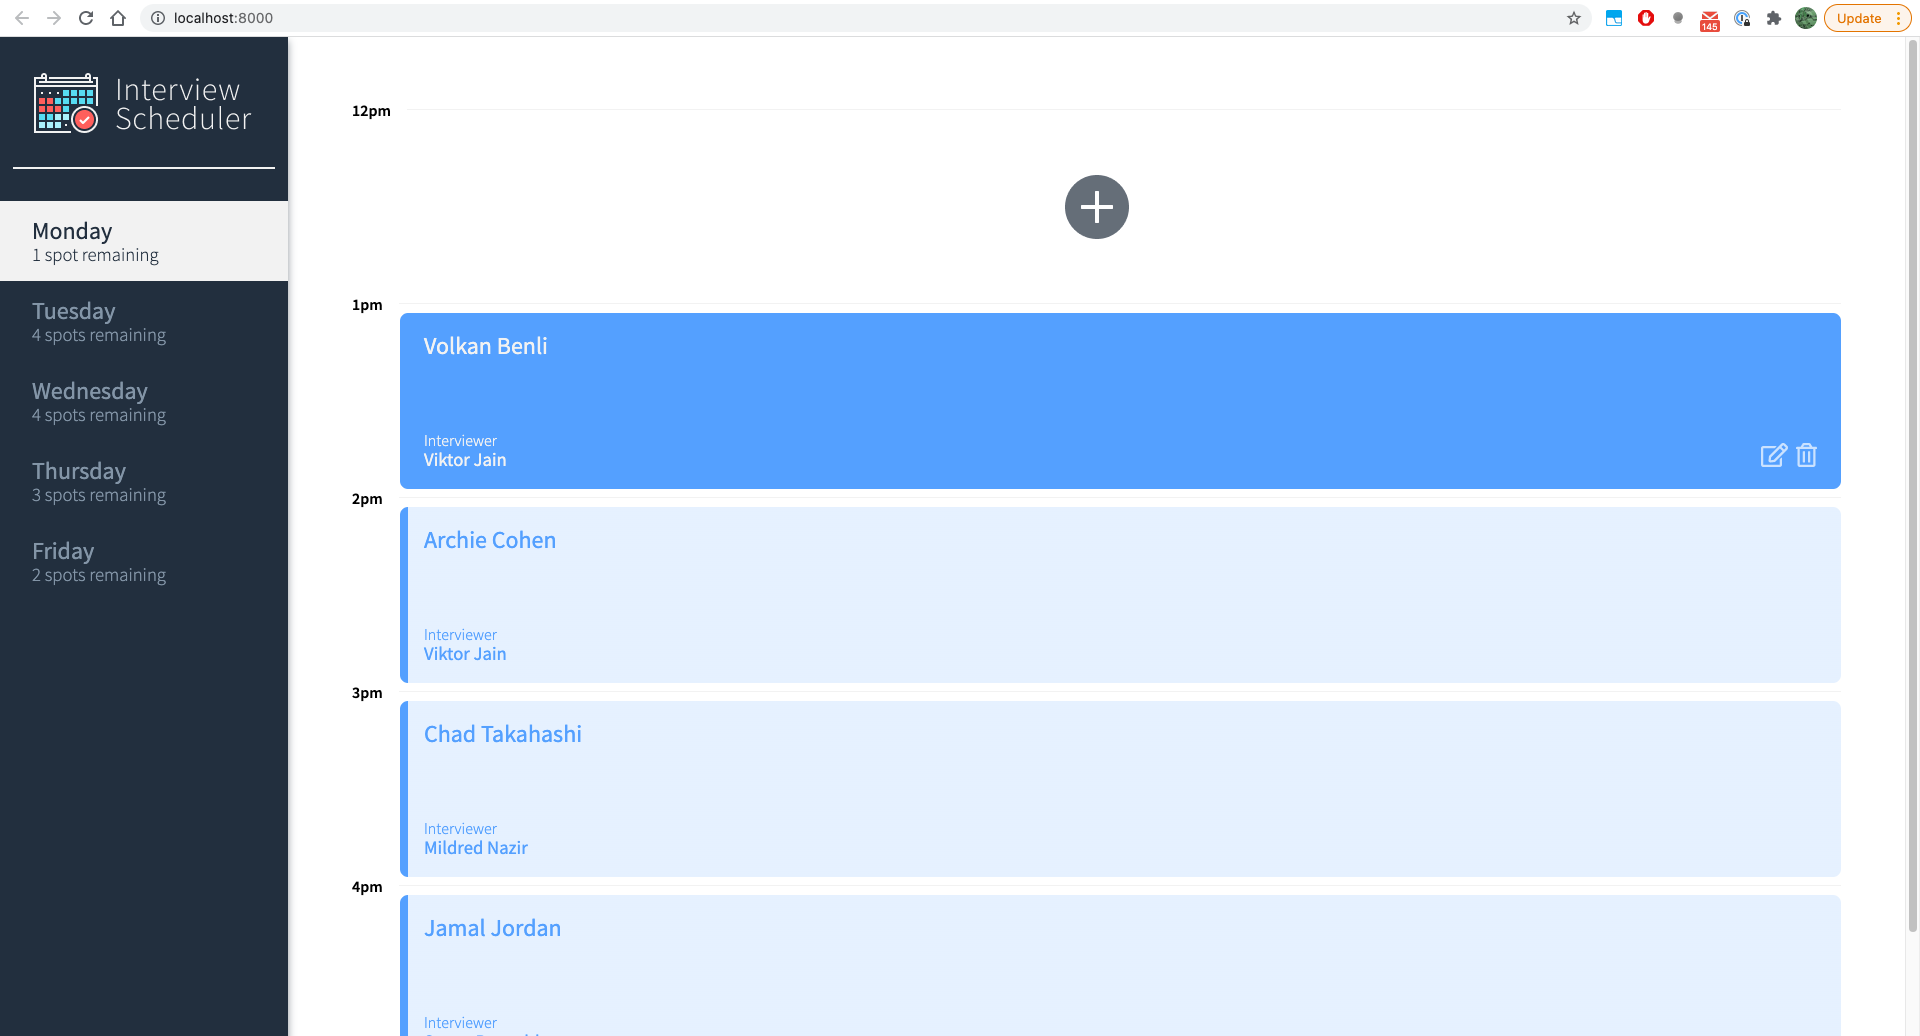 localhost:8000
145
Update
Interview
Scheduler
Monday
1 spot remaining
Tuesday
4 spots remaining
Wednesday
4 spots remaining
Thursday
3 spots remaining
Friday
2 spots remaining
12pm
1pm
Volkan Benli
Interviewer
Viktor Jain
2pm
Archie Cohen
Interviewer
Viktor Jain
3pm
Chad Takahashi
Interviewer
Mildred Nazir
4pm
Jamal Jordan
Interviewer